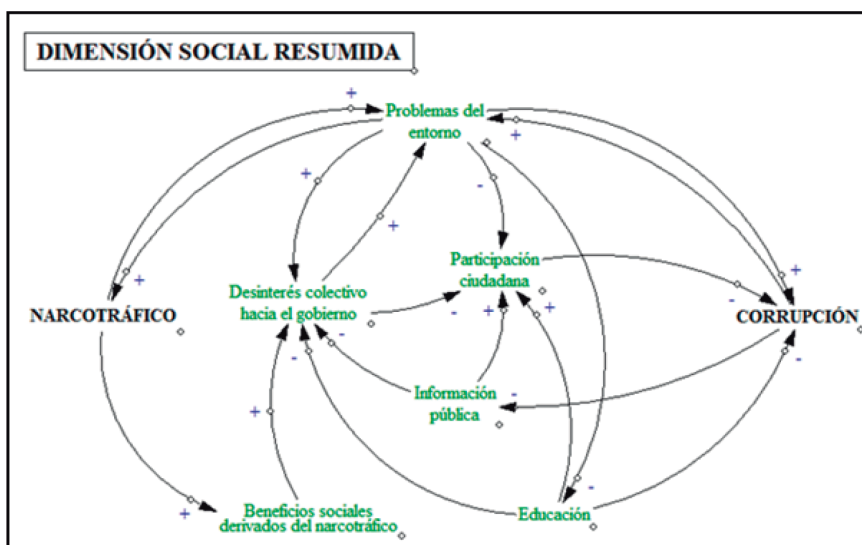 DIMENSIÓN SOCIAL RESUMIDA
+
Problemas del
entorno
+
+
-
+
+
Participación
ciudadana
+
+
Desinterés colectivo
hacia el gobierno
-
NARCOTRÁFICO
-
+
+
-
CORRUPCIÓN
-
-
Información
pública
-
+
-
+
Beneficios sociales
derivados del narcotráfico
Educación
-